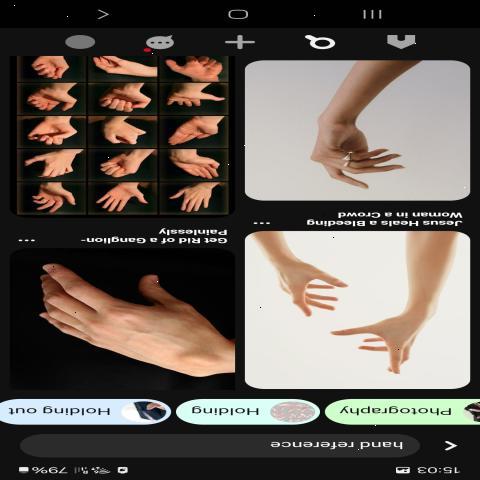 15:03 79%
hand reference
Photography Holding Holding out
Jesus Heals a Bleeding
Woman in a Crowd
Get Rid of a Ganglion-
Painlessly